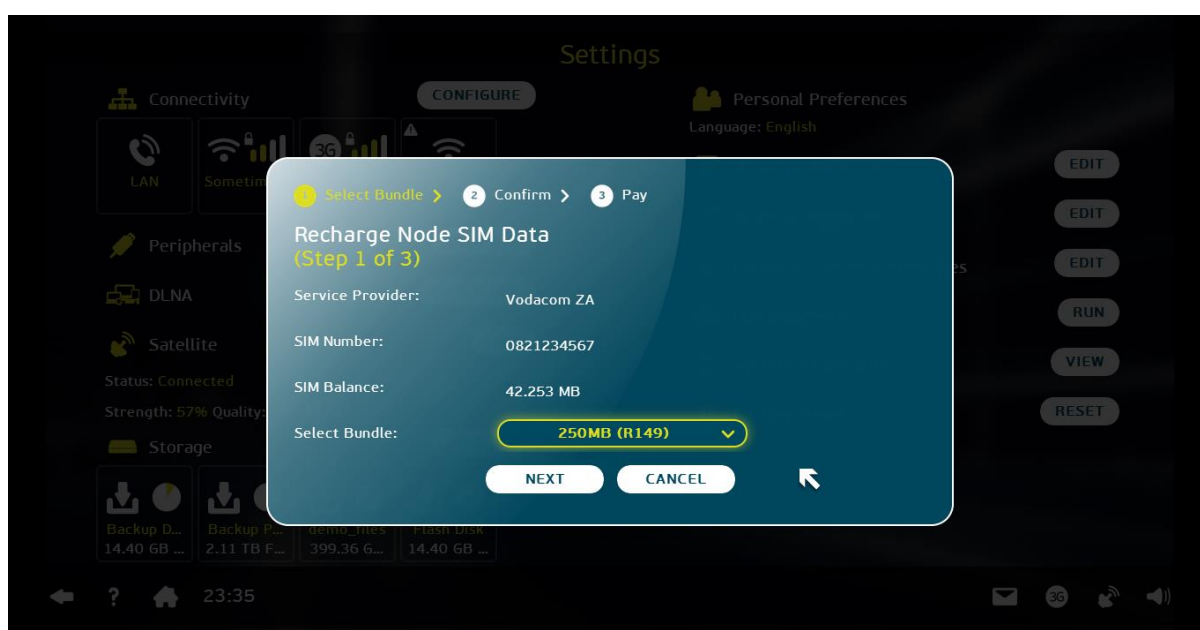 Settings
Connectivity
CONFIGURE
Personal Preferences
Language: English
3G
LAN
Sometim
EDIT
EDIT
EDIT
RUN
VIEW
RESET
1 Select Bundle > 2 Confirm > 3 Pay
Recharge Node SIM Data
(Step 1 of 3)
Service Provider: Vodacom ZA
SIM Number: 0821234567
SIM Balance: 42.253 MB
Select Bundle: 250MB (R149)
NEXT CANCEL
Peripherals
es
DLNA
Satellite
Status: Connected
Strength: 57% Quality:
Storage
Backup D... Backup P... demo_files Flash Disk
14.40 GB ... 2.11 TB F... 399.36 G... 14.40 GB ...
? 23:35 3G